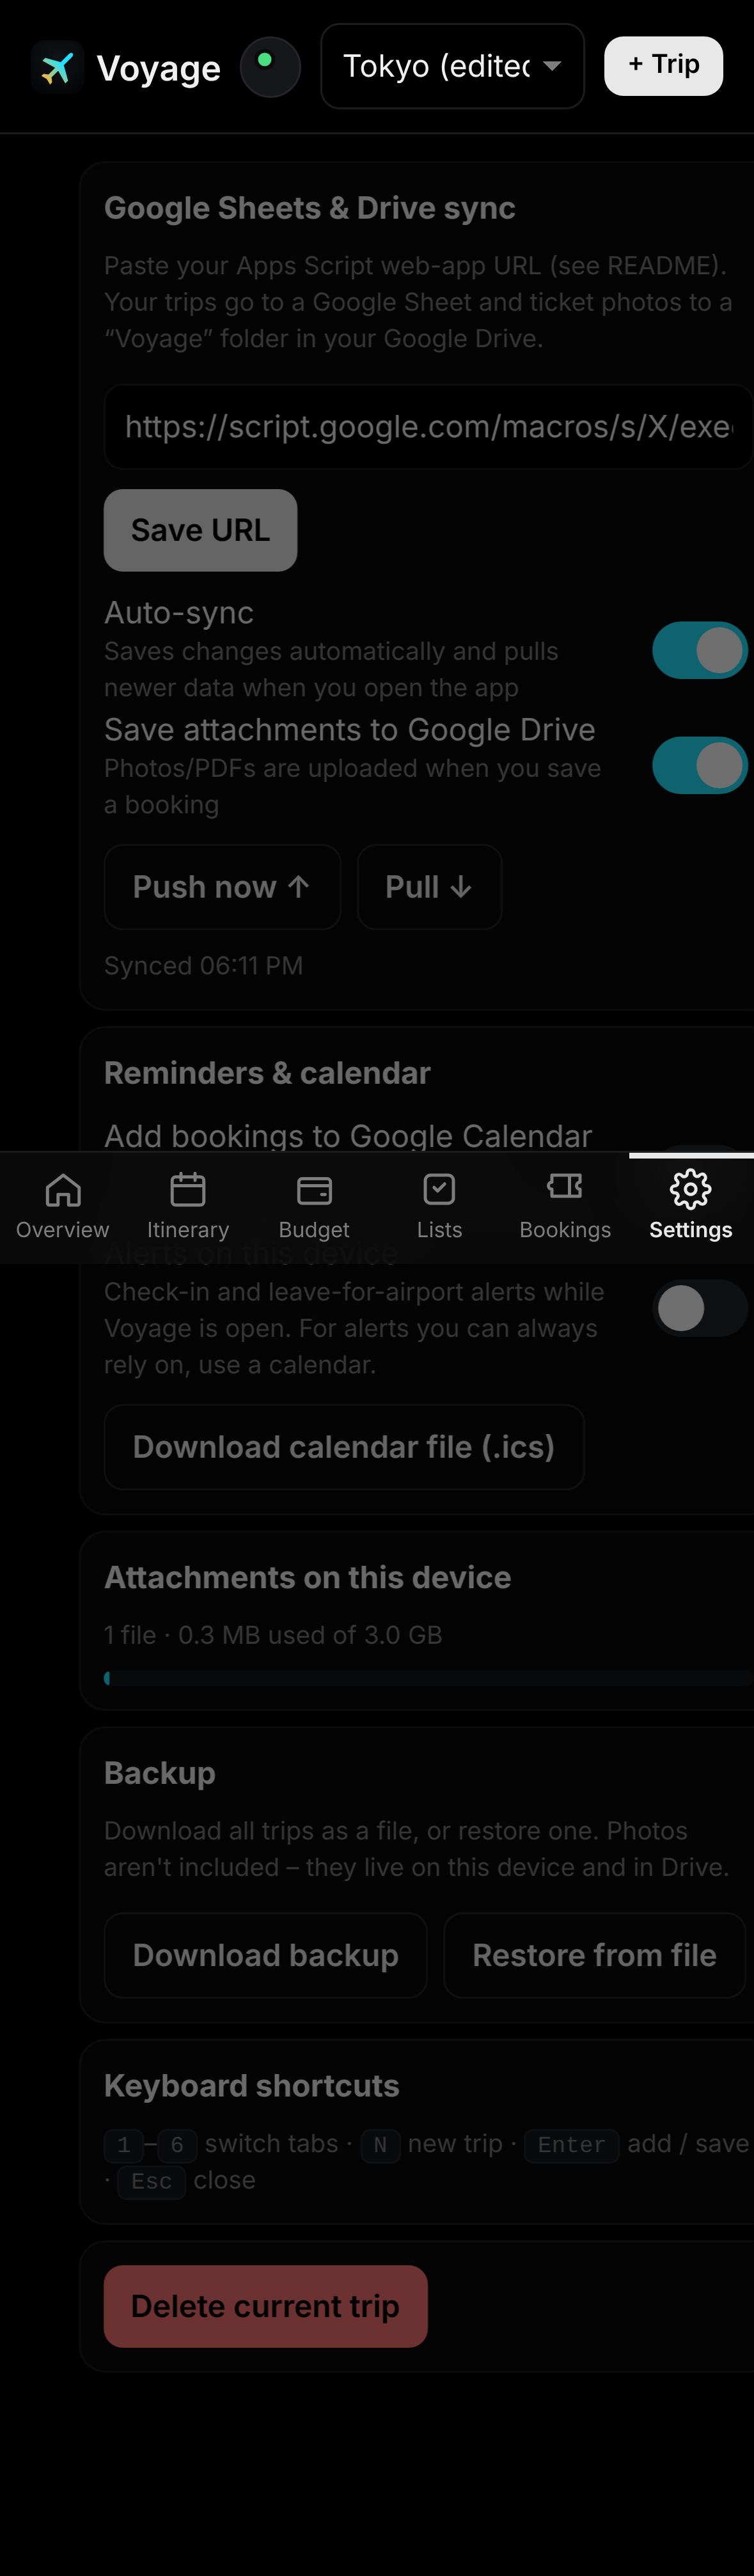 Voyage
Tokyo (edited
+ Trip
Google Sheets & Drive sync
Paste your Apps Script web-app URL (see README).
Your trips go to a Google Sheet and ticket photos to a
“Voyage” folder in your Google Drive.
https://script.google.com/macros/s/X/exe
Save URL
Auto-sync
Saves changes automatically and pulls
newer data when you open the app
Save attachments to Google Drive
Photos/PDFs are uploaded when you save
a booking
Push now ↑
Pull ↓
Synced 06:11 PM
Reminders & calendar
Add bookings to Google Calendar
Overview
Itinerary
Budget
Lists
Bookings
Settings
Alerts on this device
Check-in and leave-for-airport alerts while
Voyage is open. For alerts you can always
rely on, use a calendar.
Download calendar file (.ics)
Attachments on this device
1 file · 0.3 MB used of 3.0 GB
Backup
Download all trips as a file, or restore one. Photos
aren't included – they live on this device and in Drive.
Download backup
Restore from file
Keyboard shortcuts
1–6 switch tabs · N new trip · Enter add / save
· Esc close
Delete current trip